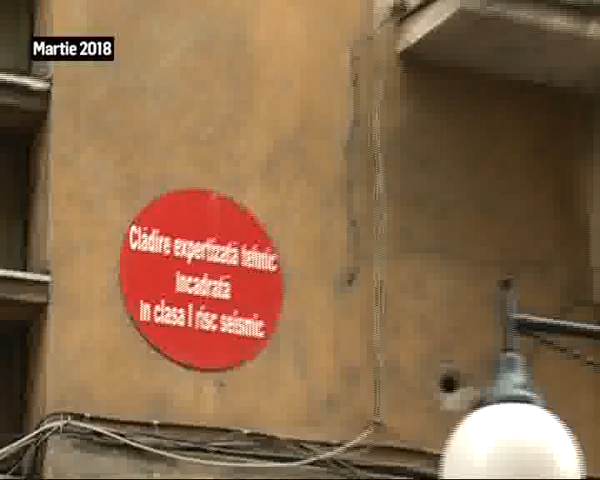 Martie 2018
Clădire expertizată tehnic
încadrată
în clasa I risc seismic